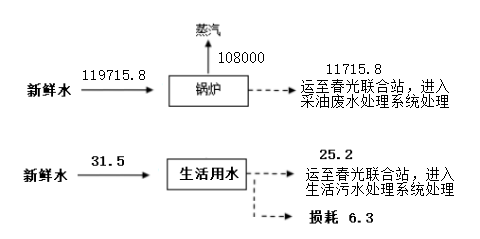 蒸汽
108000
新鲜水
119715.8
锅炉
11715.8
运至春光联合站，进入
采油废水处理系统处理
新鲜水
31.5
生活用水
25.2
运至春光联合站，进入
生活污水处理系统处理
损耗 6.3